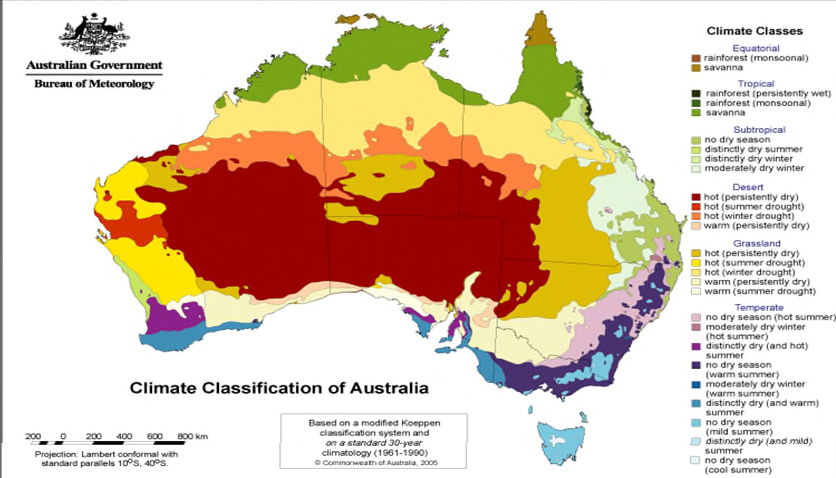 Australian Government
Bureau of Meteorology
Climate Classes
Equatorial
rainforest (monsoonal)
savanna
Tropical
rainforest (persistently wet)
rainforest (monsoonal)
savanna
Subtropical
no dry season
distinctly dry summer
distinctly dry winter
moderately dry winter
Desert
hot (persistently dry)
hot (summer drought)
hot (winter drought)
warm (persistently dry)
Grassland
hot (persistently dry)
hot (summer drought)
hot (winter drought)
warm (persistently dry)
warm (summer drought)
Temperate
no dry season (hot summer)
moderately dry winter
(hot summer)
distinctly dry (and hot)
summer
no dry season
(warm summer)
moderately dry winter
(warm summer)
distinctly dry (and warm)
summer
no dry season
(mild summer)
distinctly dry (and mild)
summer
no dry season
(cool summer)
Climate Classification of Australia
Based on a modified Koeppen
classification system and
on a standard 30-year
climatology (1961-1990)
© Commonwealth of Australia, 2005
200 0 200 400 600 800 km
Projection: Lambert conformal with
standard parallels 10°S, 40°S.